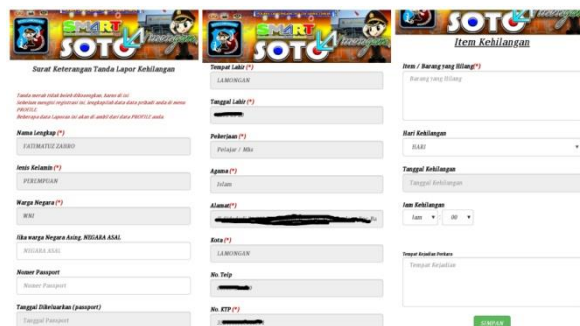 SMART
SOTO
Lamongan
Surat Keterangan Tanda Lapor Kehilangan
Tanda merah tidak boleh dikosongkan, harus di isi
Sebelum mengisi registrasi ini, lengkapilah data data pribadi anda di menu
PROFILE.
Beberapa data Laporan ini akan di ambil dari data PROFILE anda.
Nama Lengkap (*)
FATIMATUZ ZAHRO
Jenis Kelamin (*)
PEREMPUAN
Warga Negara (*)
WNI
Jika warga Negara Asing, NEGARA ASAL
NEGARA ASAL
Nomer Passport
Nomer Passport
Tanggal Dikeluarkan (passport)
Tanggal Passport
SMART
SOTO
Lamongan
Tempat Lahir (*)
LAMONGAN
Tanggal Lahir (*)
Pekerjaan (*)
Pelajar / Mhs
Agama (*)
Islam
Alamat(*)
Kota (*)
LAMONGAN
No. Telp
No. KTP (*)
SOTO
Lamongan
Item Kehilangan
Item / Barang yang Hilang(*)
Barang yang Hilang
Hari Kehilangan
HARI
Tanggal Kehilangan
Tanggal Kehilangan
Jam Kehilangan
Jam 00
Tempat Kejadian Perkara
Tempat Kejadian
SIMPAN